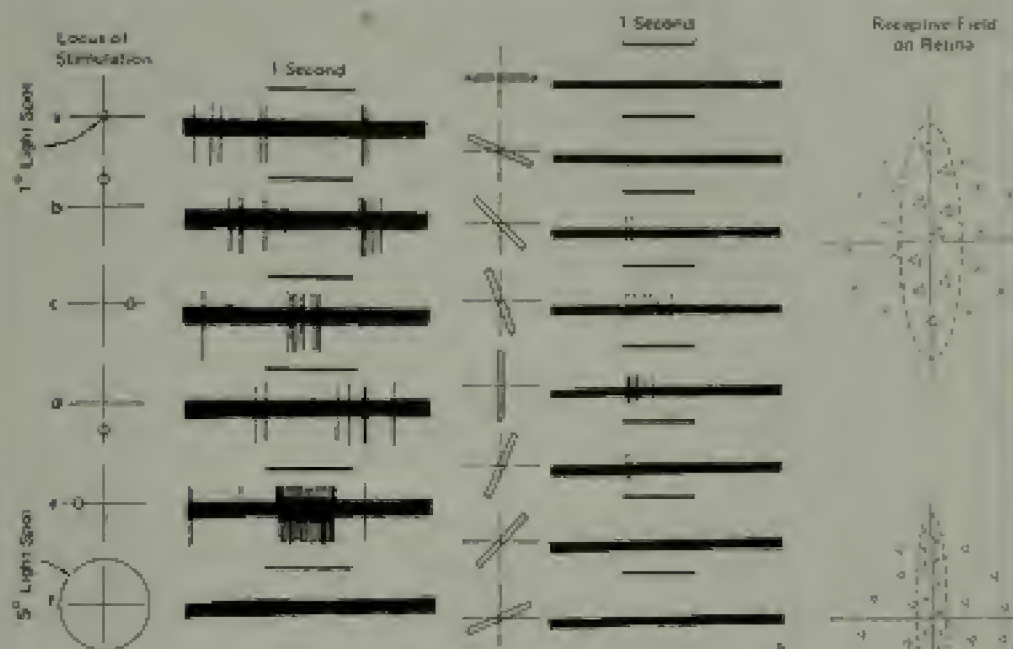 Locus of
Stimulation
1 Second
1 Second
Receptive Field
on Retina
1° Light Spot
a
b
c
d
e
5° Light Spot
f